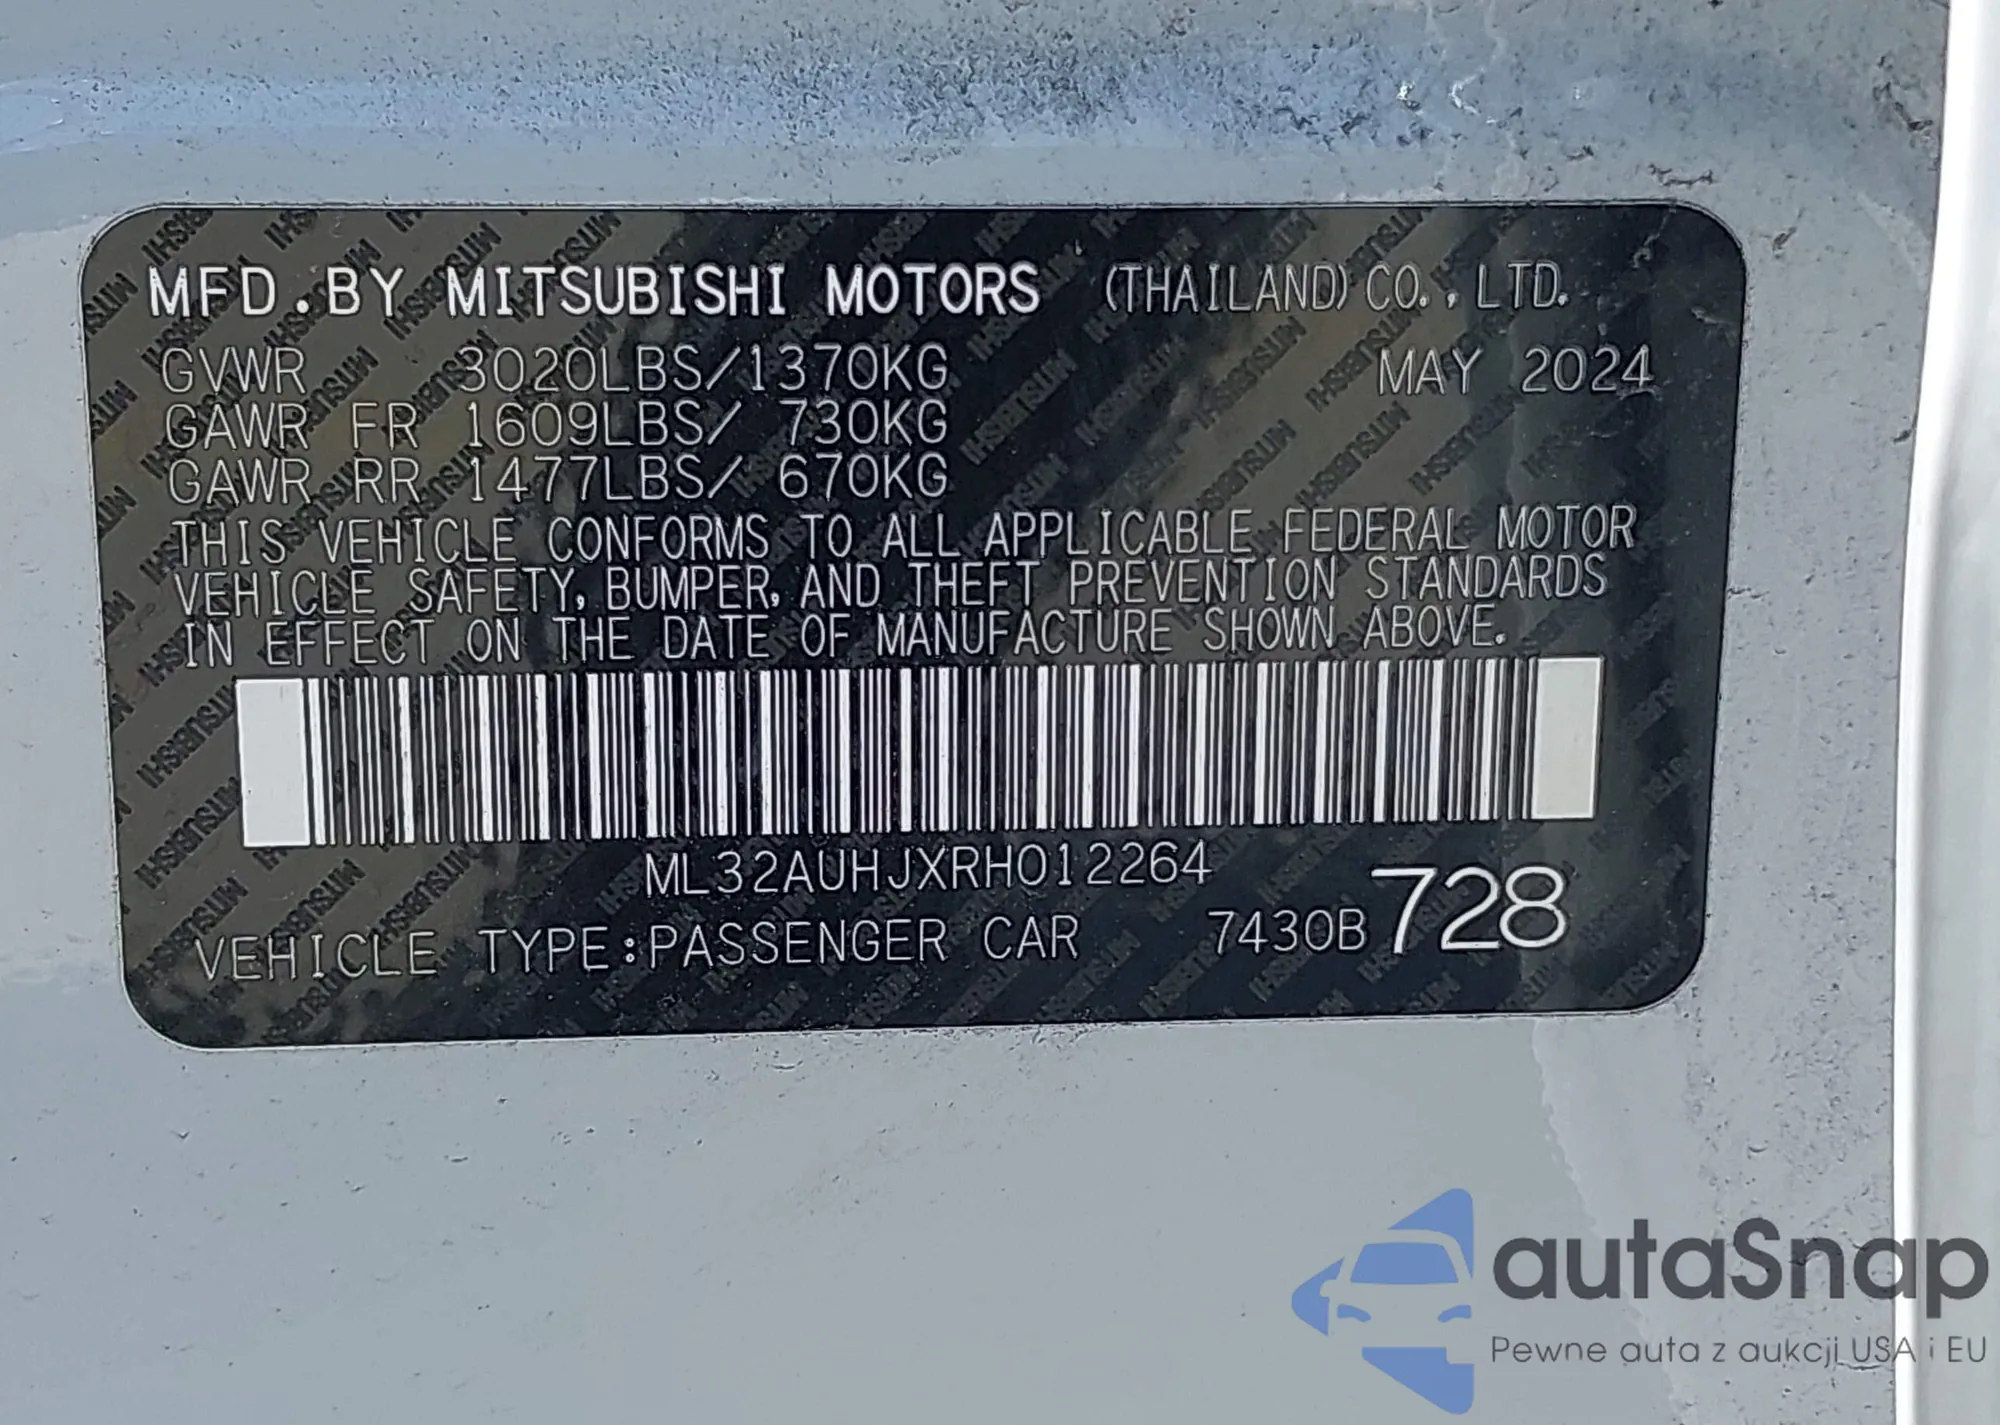 MFD.BY MITSUBISHI MOTORS (THAILAND) CO., LTD.
GVWR 3020LBS/1370KG MAY 2024
GAWR FR 1609LBS/ 730KG
GAWR RR 1477LBS/ 670KG
THIS VEHICLE CONFORMS TO ALL APPLICABLE FEDERAL MOTOR
VEHICLE SAFETY, BUMPER, AND THEFT PREVENTION STANDARDS
IN EFFECT ON THE DATE OF MANUFACTURE SHOWN ABOVE.
ML32AUHJXRH012264
VEHICLE TYPE:PASSENGER CAR 7430B728
autaSnap
Pewne auta z aukcji USA i EU